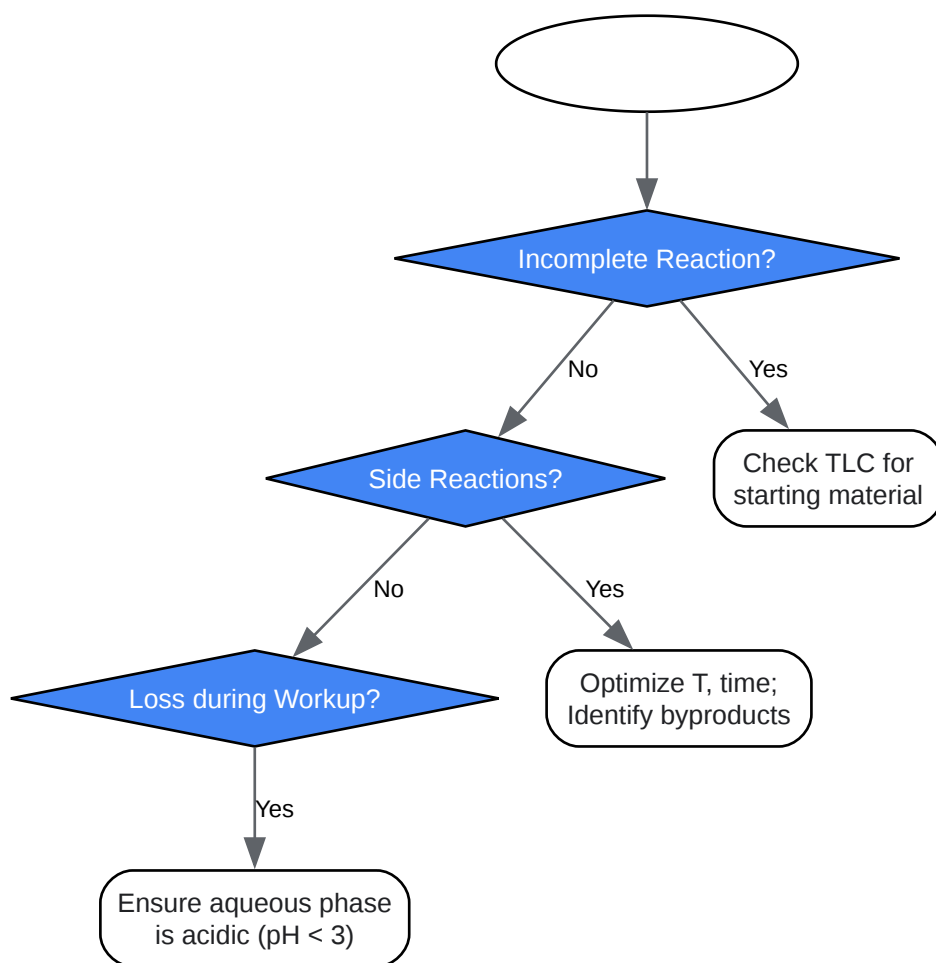 Incomplete Reaction?
No
Yes
Side Reactions?
Check TLC for
starting material
No
Yes
Loss during Workup?
Optimize T, time;
Identify byproducts
Yes
Ensure aqueous phase
is acidic (pH < 3)